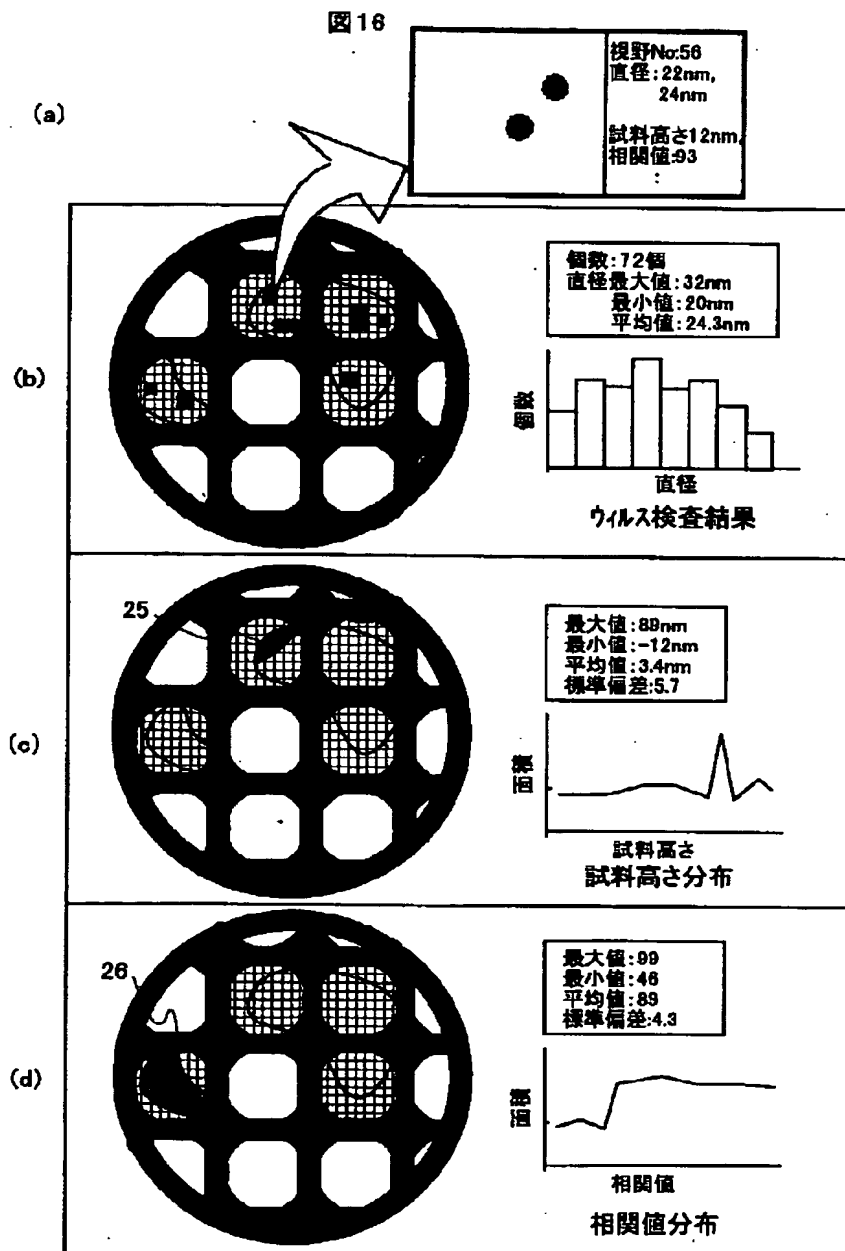 図16
(a)
視野No:56
直径:22nm,
24nm
試料高さ12nm,
相関値:93
:
(b)
個数:72個
直径最大値:32nm
最小値:20nm
平均値:24.3nm
個数
直径
ウィルス検査結果
25
(c)
最大値:89nm
最小値:-12nm
平均値:3.4nm
標準偏差:5.7
面積
試料高さ
試料高さ分布
26
(d)
最大値:99
最小値:46
平均値:89
標準偏差:4.3
面積
相関値
相関値分布